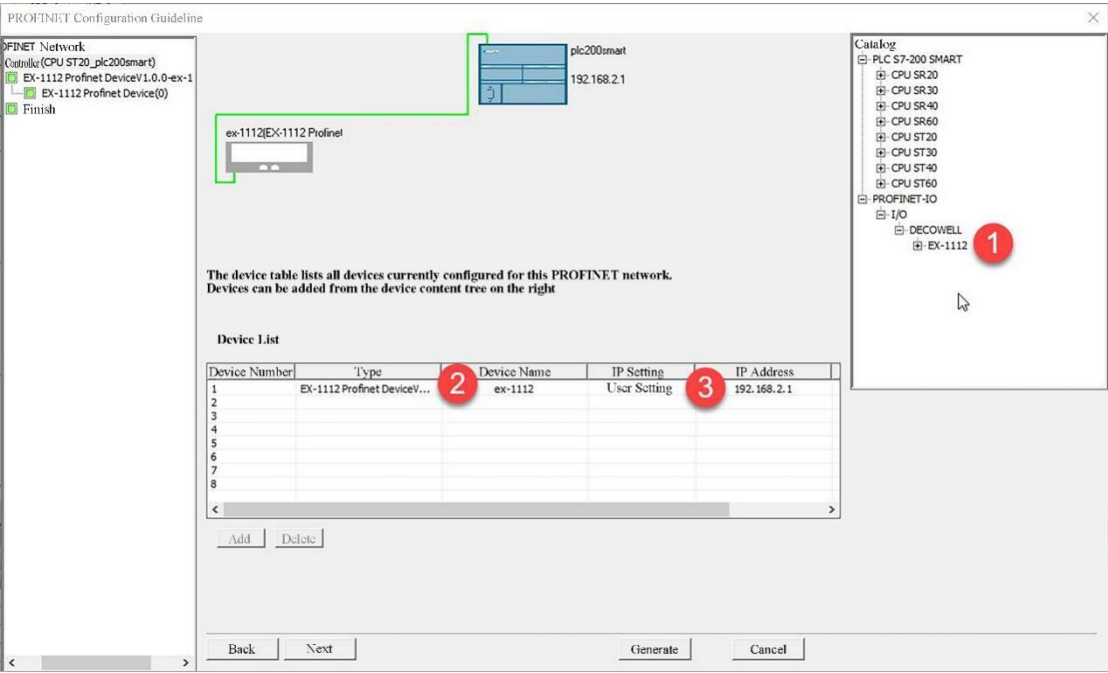 PROFINET Configuration Guideline
OFINET Network
Controller (CPU ST20_plc200smart)
EX-1112 Profinet DeviceV1.0.0-ex-1
EX-1112 Profinet Device(0)
Finish
plc200smart
192.168.2.1
ex-1112(EX-1112 Profinet
The device table lists all devices currently configured for this PROFINET network.
Devices can be added from the device content tree on the right
Device List
Device Number Type Device Name IP Setting IP Address
1 EX-1112 Profinet DeviceV... 2 ex-1112 User Setting 3 192.168.2.1
2
3
4
5
6
7
8
Add Delete
Back Next Generate Cancel
Catalog
PLC S7-200 SMART
CPU SR20
CPU SR30
CPU SR40
CPU SR60
CPU ST20
CPU ST30
CPU ST40
CPU ST60
PROFINET-IO
I/O
DECOWELL
EX-1112 1